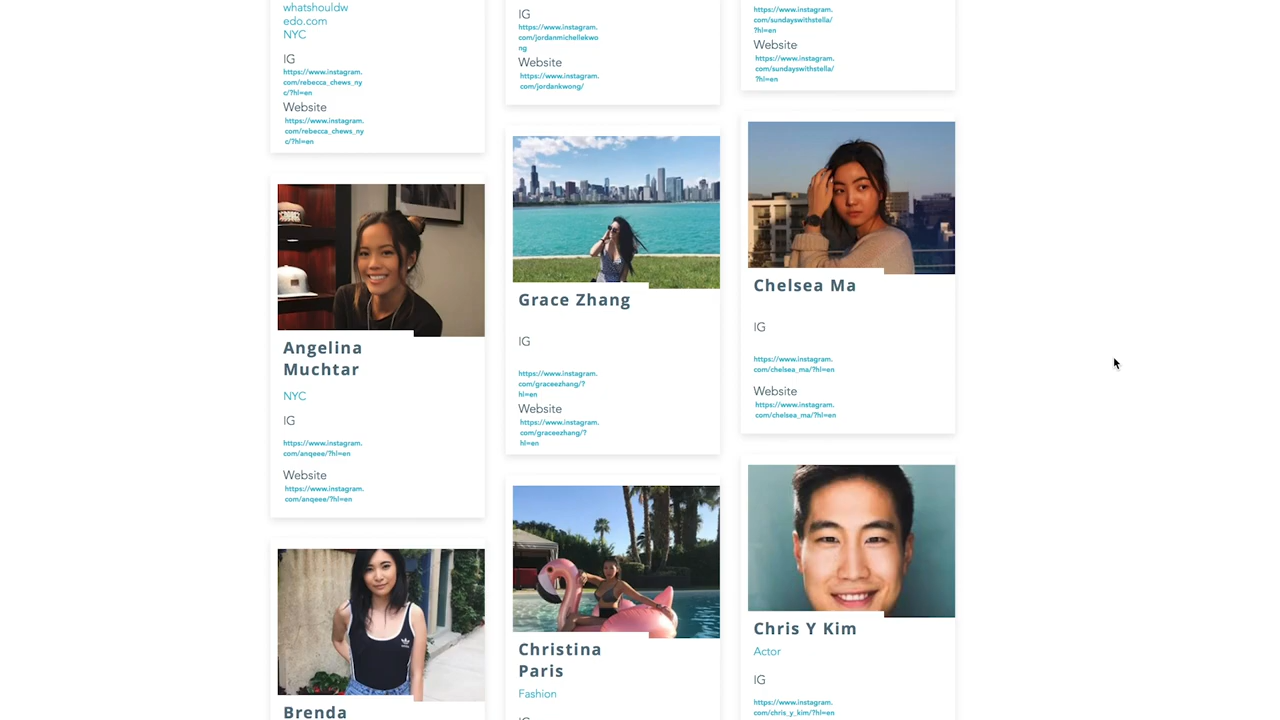 whatshouldw
edo.com
NYC
IG
https://www.instagram.
com/rebecca_chews_ny
c/?hl=en
Website
https://www.instagram.
com/rebecca_chews_ny
c/?hl=en
Angelina
Muchtar
NYC
IG
https://www.instagram.
com/anqeee/?hl=en
Website
https://www.instagram.
com/anqeee/?hl=en
Brenda
IG
https://www.instagram.
com/jordanmichellekwo
ng
Website
https://www.instagram.
com/jordankwong/
Grace Zhang
IG
https://www.instagram.
com/graceezhang/?
hl=en
Website
https://www.instagram.
com/graceezhang/?
hl=en
Christina
Paris
Fashion
IG
https://www.instagram.
com/sundayswithstella/
?hl=en
Website
https://www.instagram.
com/sundayswithstella/
?hl=en
Chelsea Ma
IG
https://www.instagram.
com/chelsea_ma/?hl=en
Website
https://www.instagram.
com/chelsea_ma/?hl=en
Chris Y Kim
Actor
IG
https://www.instagram.
com/chris_y_kim/?hl=en